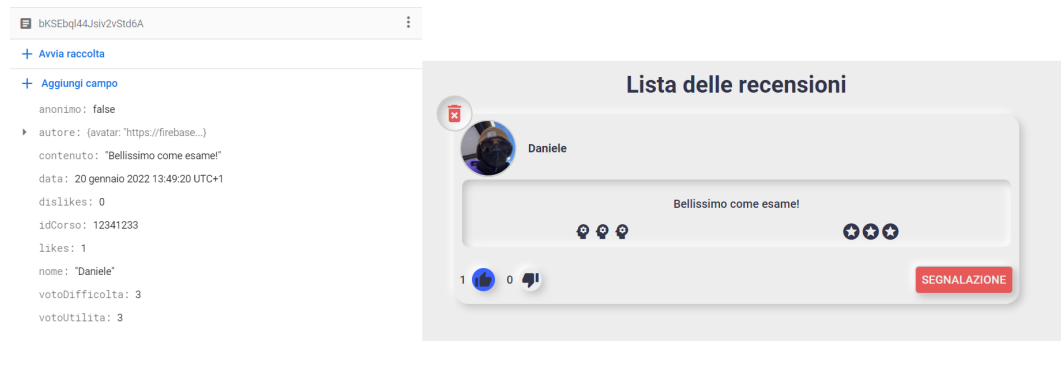 bKSEbql44Jsiv2vStd6A
Avvia raccolta
Aggiungi campo
anonimo: false
autore: {avatar: "https://firebase...}
contenuto: "Bellissimo come esame!"
data: 20 gennaio 2022 13:49:20 UTC+1
dislikes: 0
idCorso: 12341233
likes: 1
nome: "Daniele"
votoDifficolta: 3
votoUtilita: 3
Lista delle recensioni
Daniele
Bellissimo come esame!
1 0 SEGNALAZIONE